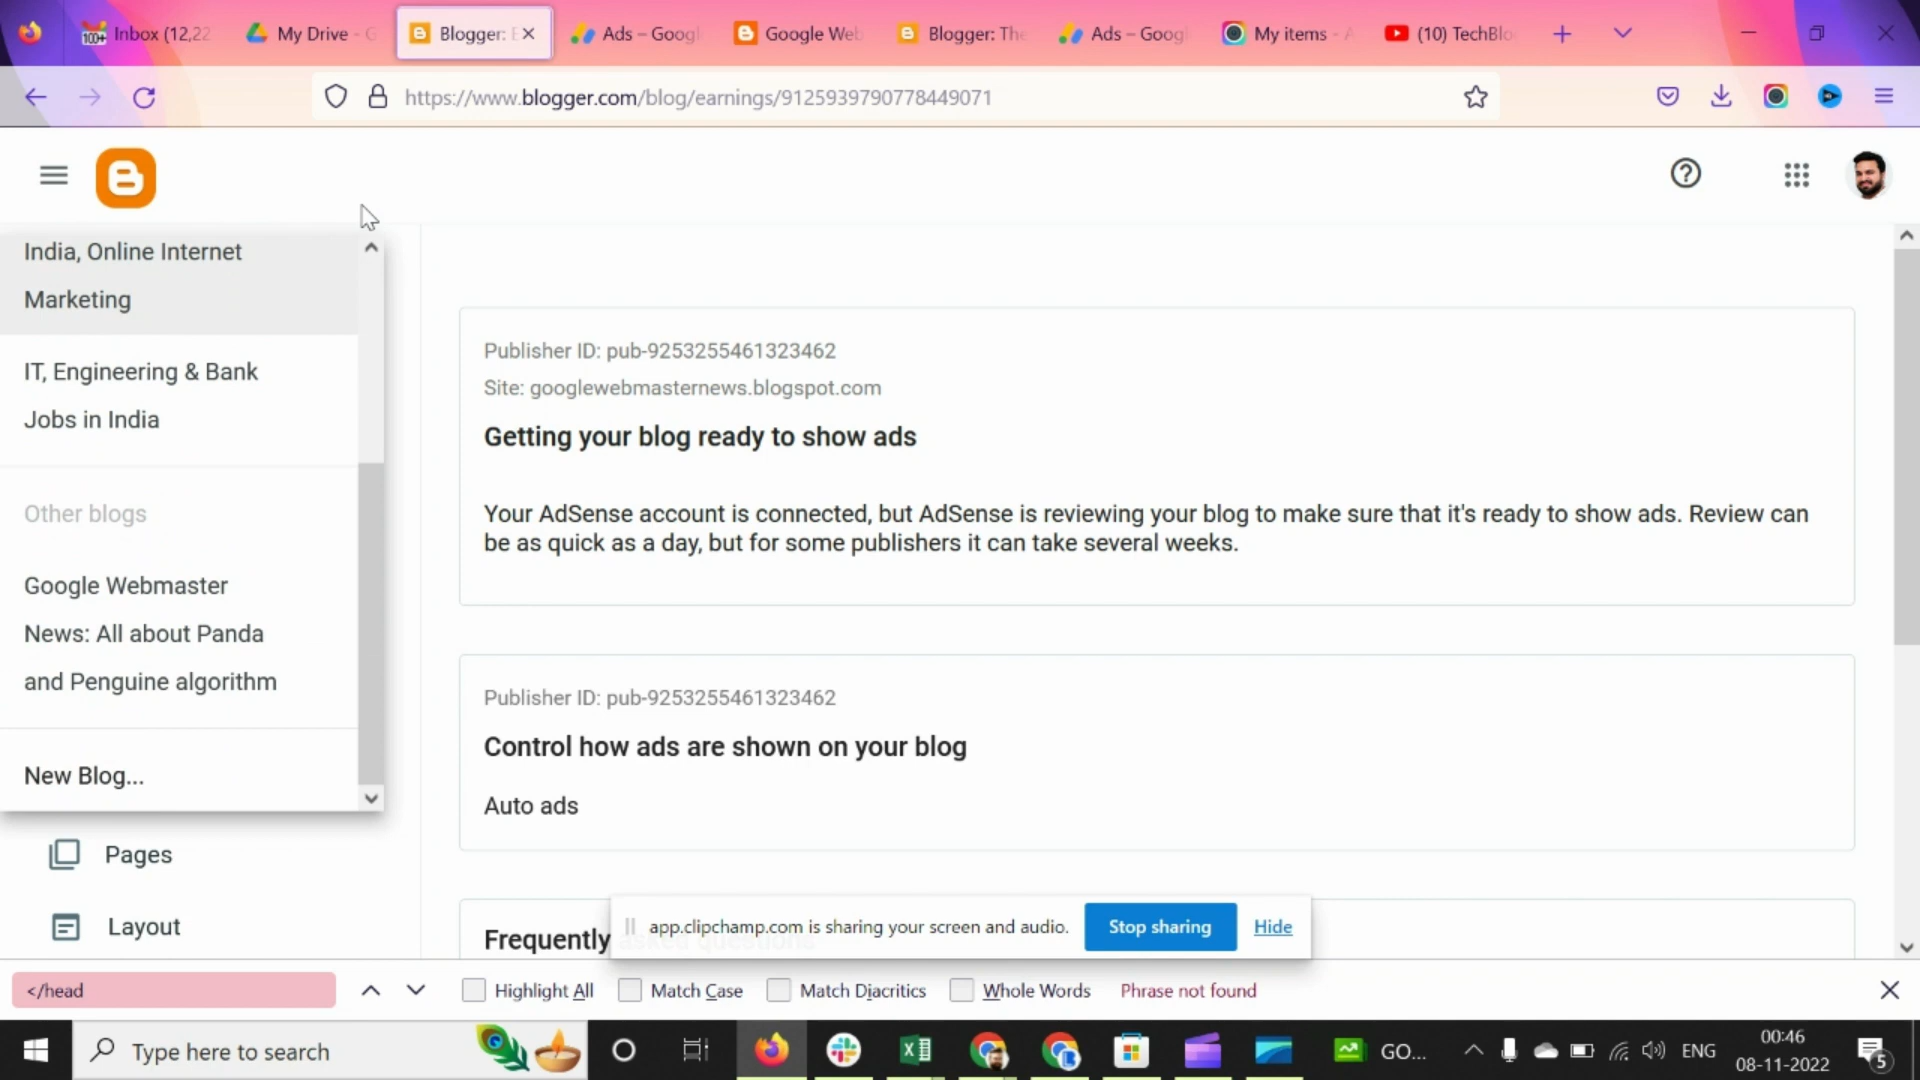 100+
Inbox (12,22
My Drive - G
Blogger: E
Ads – Googl
Google Web
Blogger: The
Ads – Goog
My items - A
(10) TechBlo
https://www.blogger.com/blog/earnings/9125939790778449071
India, Online Internet
Marketing
IT, Engineering & Bank
Jobs in India
Other blogs
Google Webmaster
News: All about Panda
and Penguine algorithm
New Blog...
Pages
Layout
Publisher ID: pub-9253255461323462
Site: googlewebmasternews.blogspot.com
Getting your blog ready to show ads
Your AdSense account is connected, but AdSense is reviewing your blog to make sure that it's ready to show ads. Review can
be as quick as a day, but for some publishers it can take several weeks.
Publisher ID: pub-9253255461323462
Control how ads are shown on your blog
Auto ads
Frequently asked questions
app.clipchamp.com is sharing your screen and audio.
Stop sharing
Hide
</head
Highlight All
Match Case
Match Diacritics
Whole Words
Phrase not found
Type here to search
GO...
ENG
00:46
08-11-2022
5